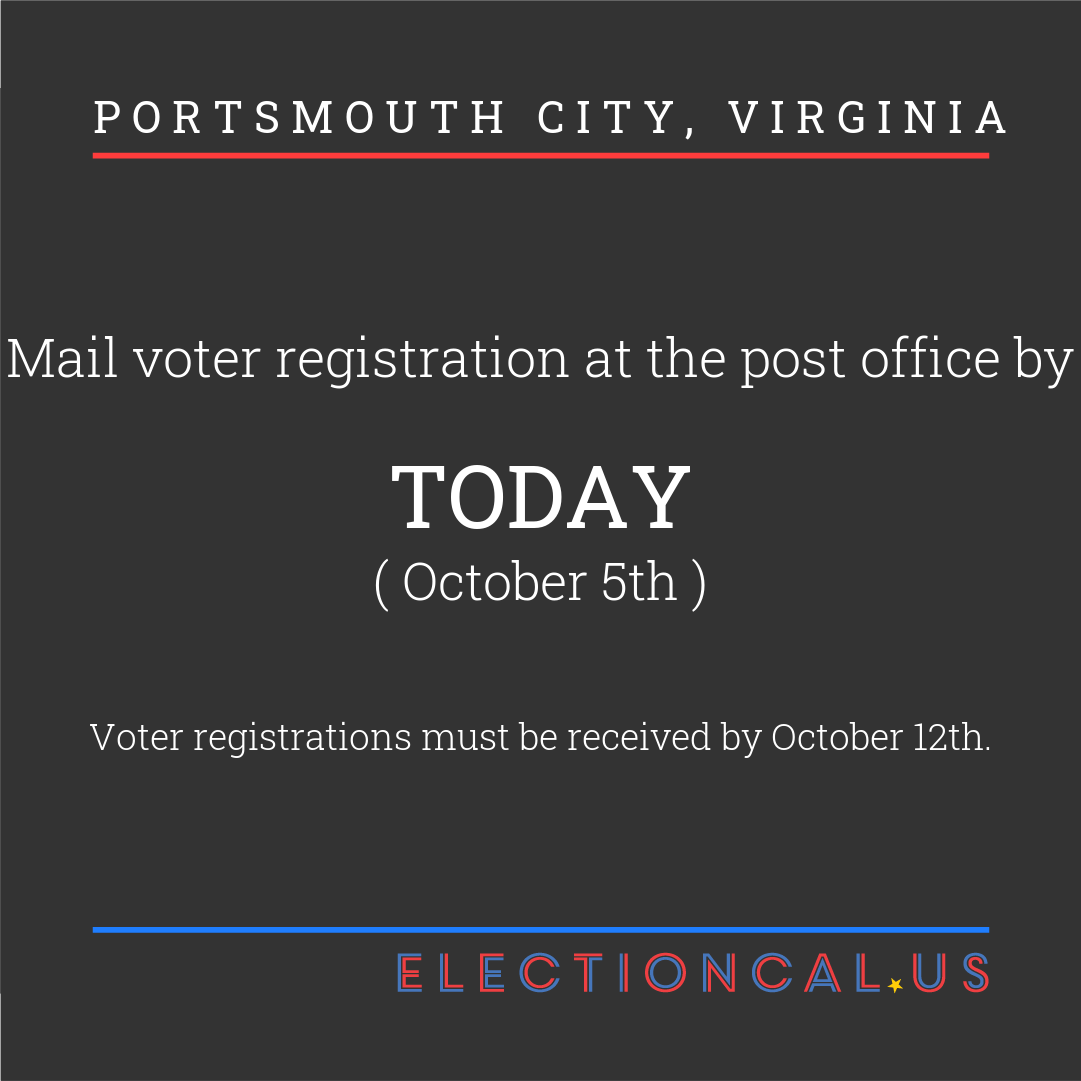 PORTSMOUTH CITY, VIRGINIA
Mail voter registration at the post office by
TODAY
( October 5th )
Voter registrations must be received by October 12th.
ELECTIONCAL.US